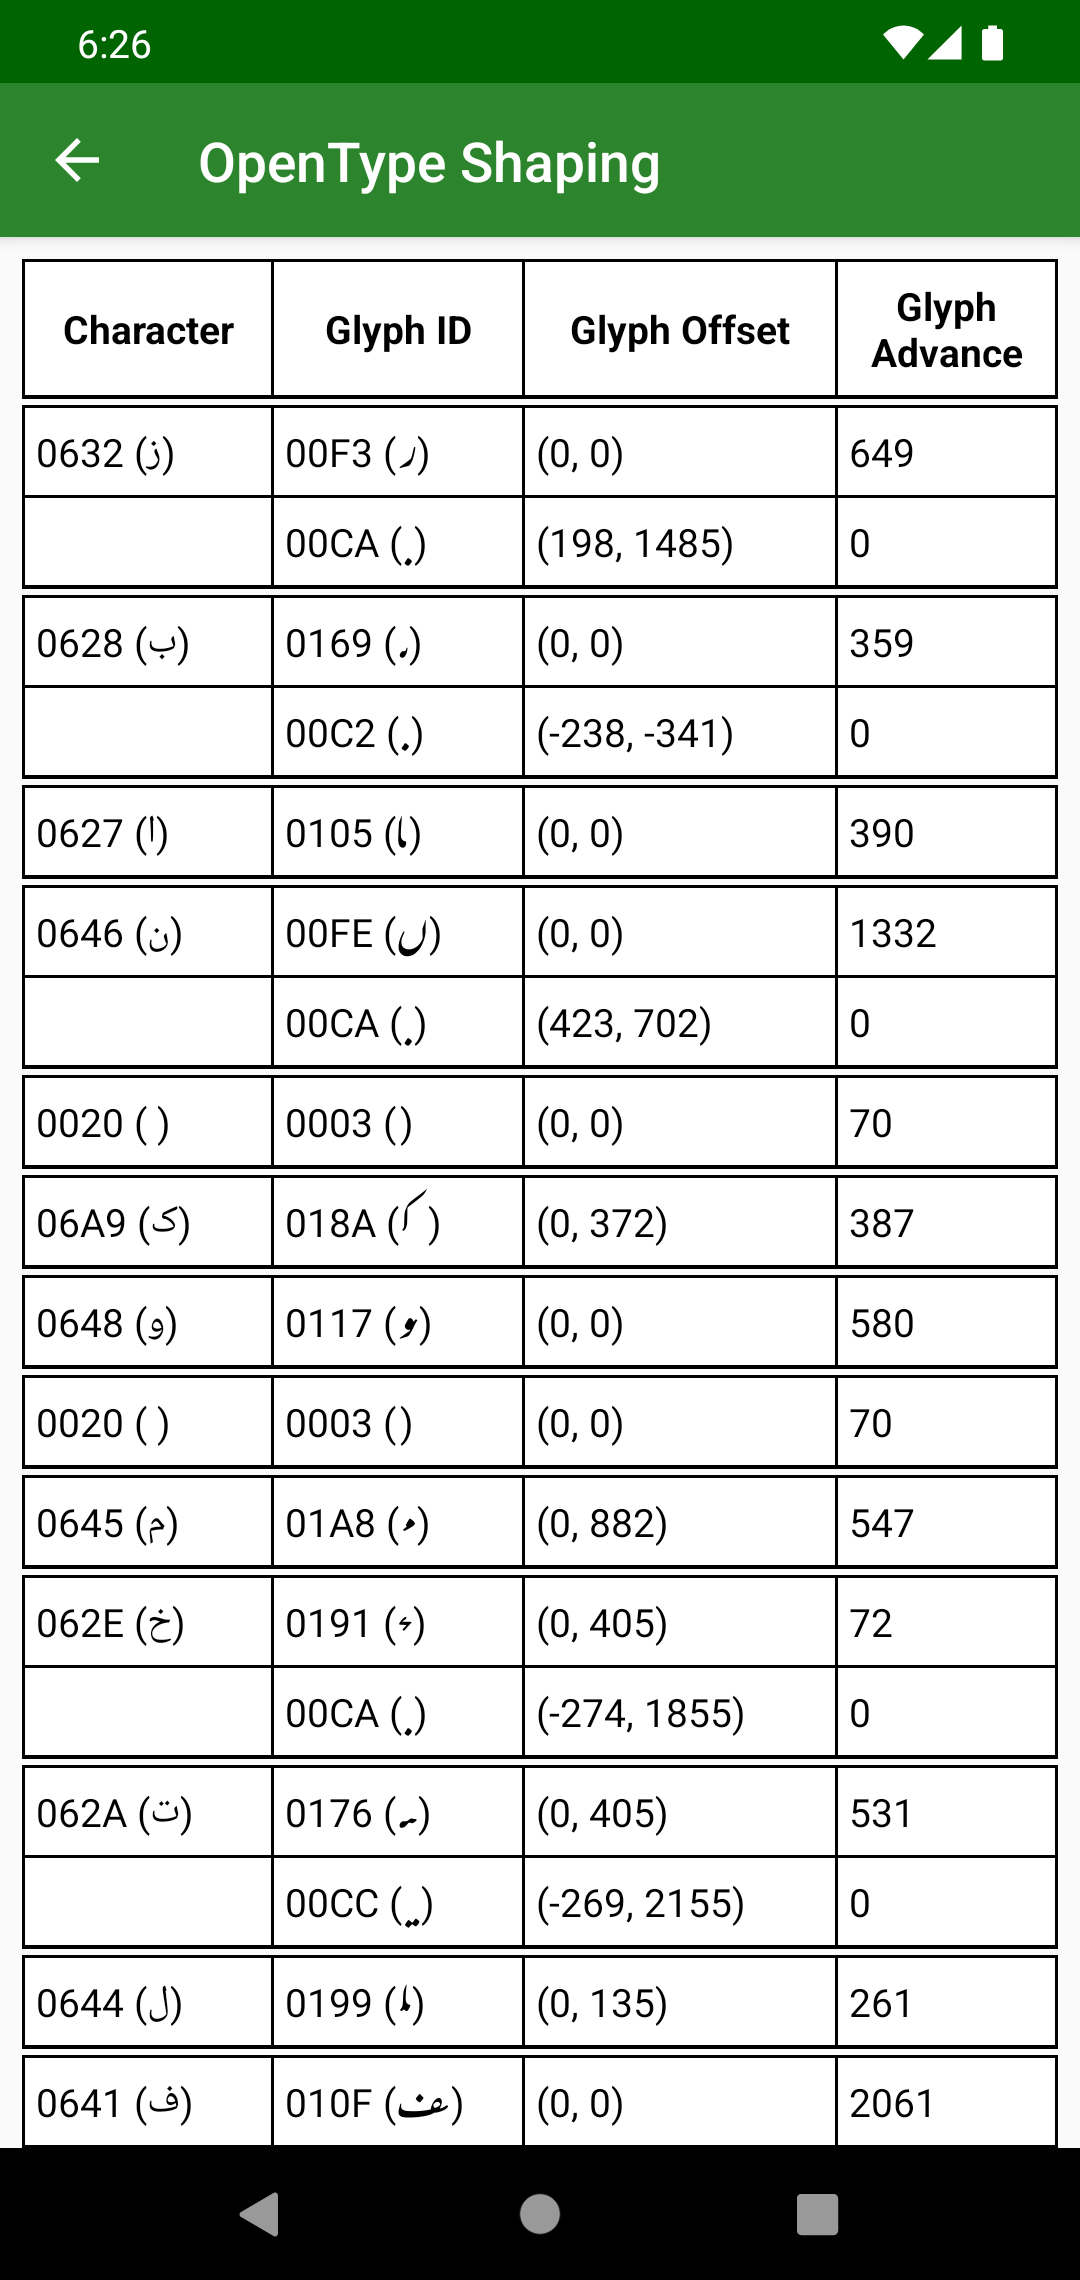 6:26
OpenType Shaping
Character Glyph ID Glyph Offset Glyph Advance
0632 (ز) 00F3 (ر) (0, 0) 649
00CA (.) (198, 1485) 0
0628 (ب) 0169 () (0, 0) 359
00C2 (.) (-238, -341) 0
0627 (ا) 0105 (ا) (0, 0) 390
0646 (ن) 00FE (ں) (0, 0) 1332
00CA (.) (423, 702) 0
0020 ( ) 0003 () (0, 0) 70
06A9 (ک) 018A () (0, 372) 387
0648 (و) 0117 (و) (0, 0) 580
0020 ( ) 0003 () (0, 0) 70
0645 (م) 01A8 () (0, 882) 547
062E (خ) 0191 () (0, 405) 72
00CA (.) (-274, 1855) 0
062A (ت) 0176 () (0, 405) 531
00CC (..) (-269, 2155) 0
0644 (ل) 0199 () (0, 135) 261
0641 (ف) 010F (ف) (0, 0) 2061